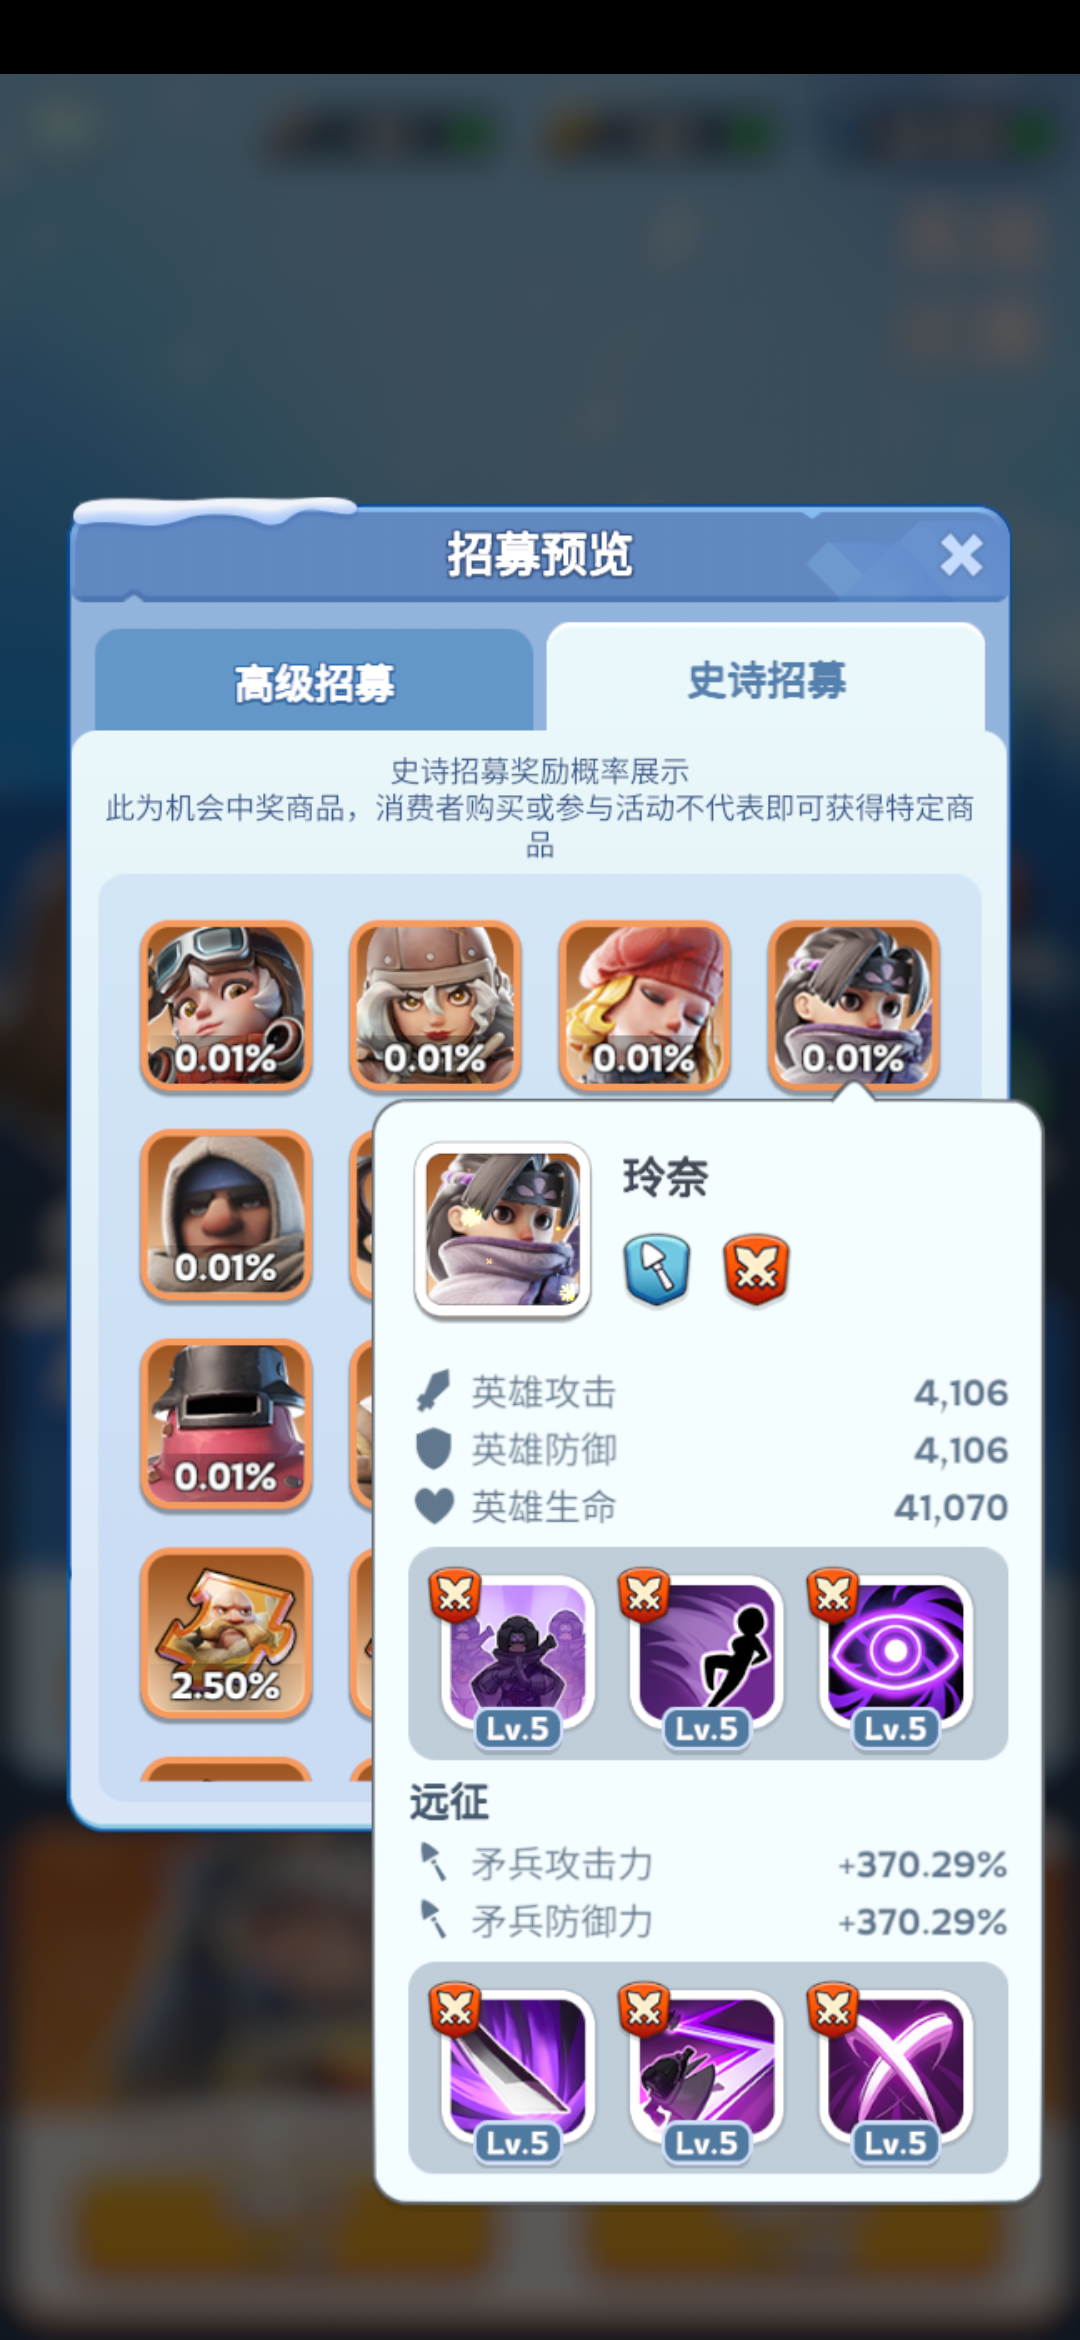 招募预览
高级招募
史诗招募
史诗招募奖励概率展示
此为机会中奖商品，消费者购买或参与活动不代表即可获得特定商
品
0.01%
0.01%
0.01%
0.01%
0.01%
0.01%
2.50%
玲奈
英雄攻击 4,106
英雄防御 4,106
英雄生命 41,070
Lv.5
Lv.5
Lv.5
远征
矛兵攻击力 +370.29%
矛兵防御力 +370.29%
Lv.5
Lv.5
Lv.5